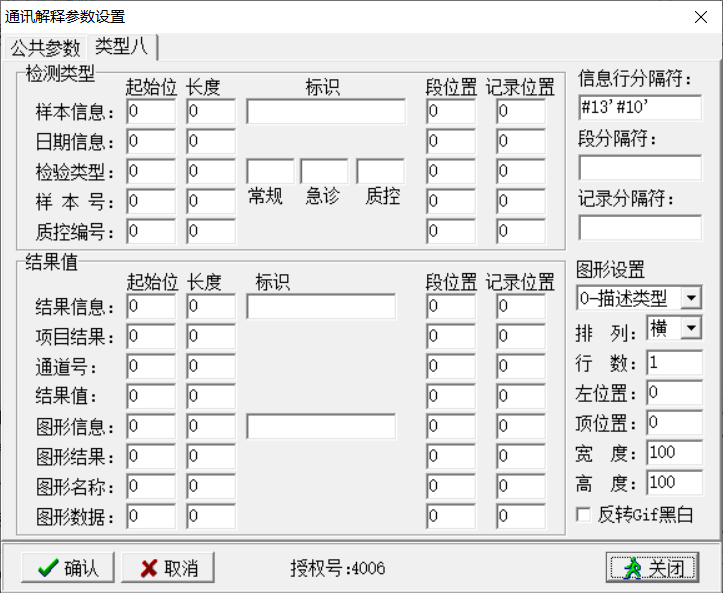 通讯解释参数设置
公共参数 类型八
检测类型
起始位 长度 标识 段位置 记录位置
样本信息: 0 0 0 0
日期信息: 0 0 0 0
检验类型: 0 0 0 0
常规 急诊 质控
样 本 号: 0 0 0 0
质控编号: 0 0 0 0
信息行分隔符:
#13'#10'
段分隔符:
记录分隔符:
结果值
起始位 长度 标识 段位置 记录位置
结果信息: 0 0 0 0
项目结果: 0 0 0 0
通道号: 0 0 0 0
结果值: 0 0 0 0
图形信息: 0 0 0 0
图形结果: 0 0 0 0
图形名称: 0 0 0 0
图形数据: 0 0 0 0
图形设置
0-描述类型
排 列: 横
行 数: 1
左位置: 0
顶位置: 0
宽 度: 100
高 度: 100
反转Gif黑白
确认 取消 授权号:4006 关闭